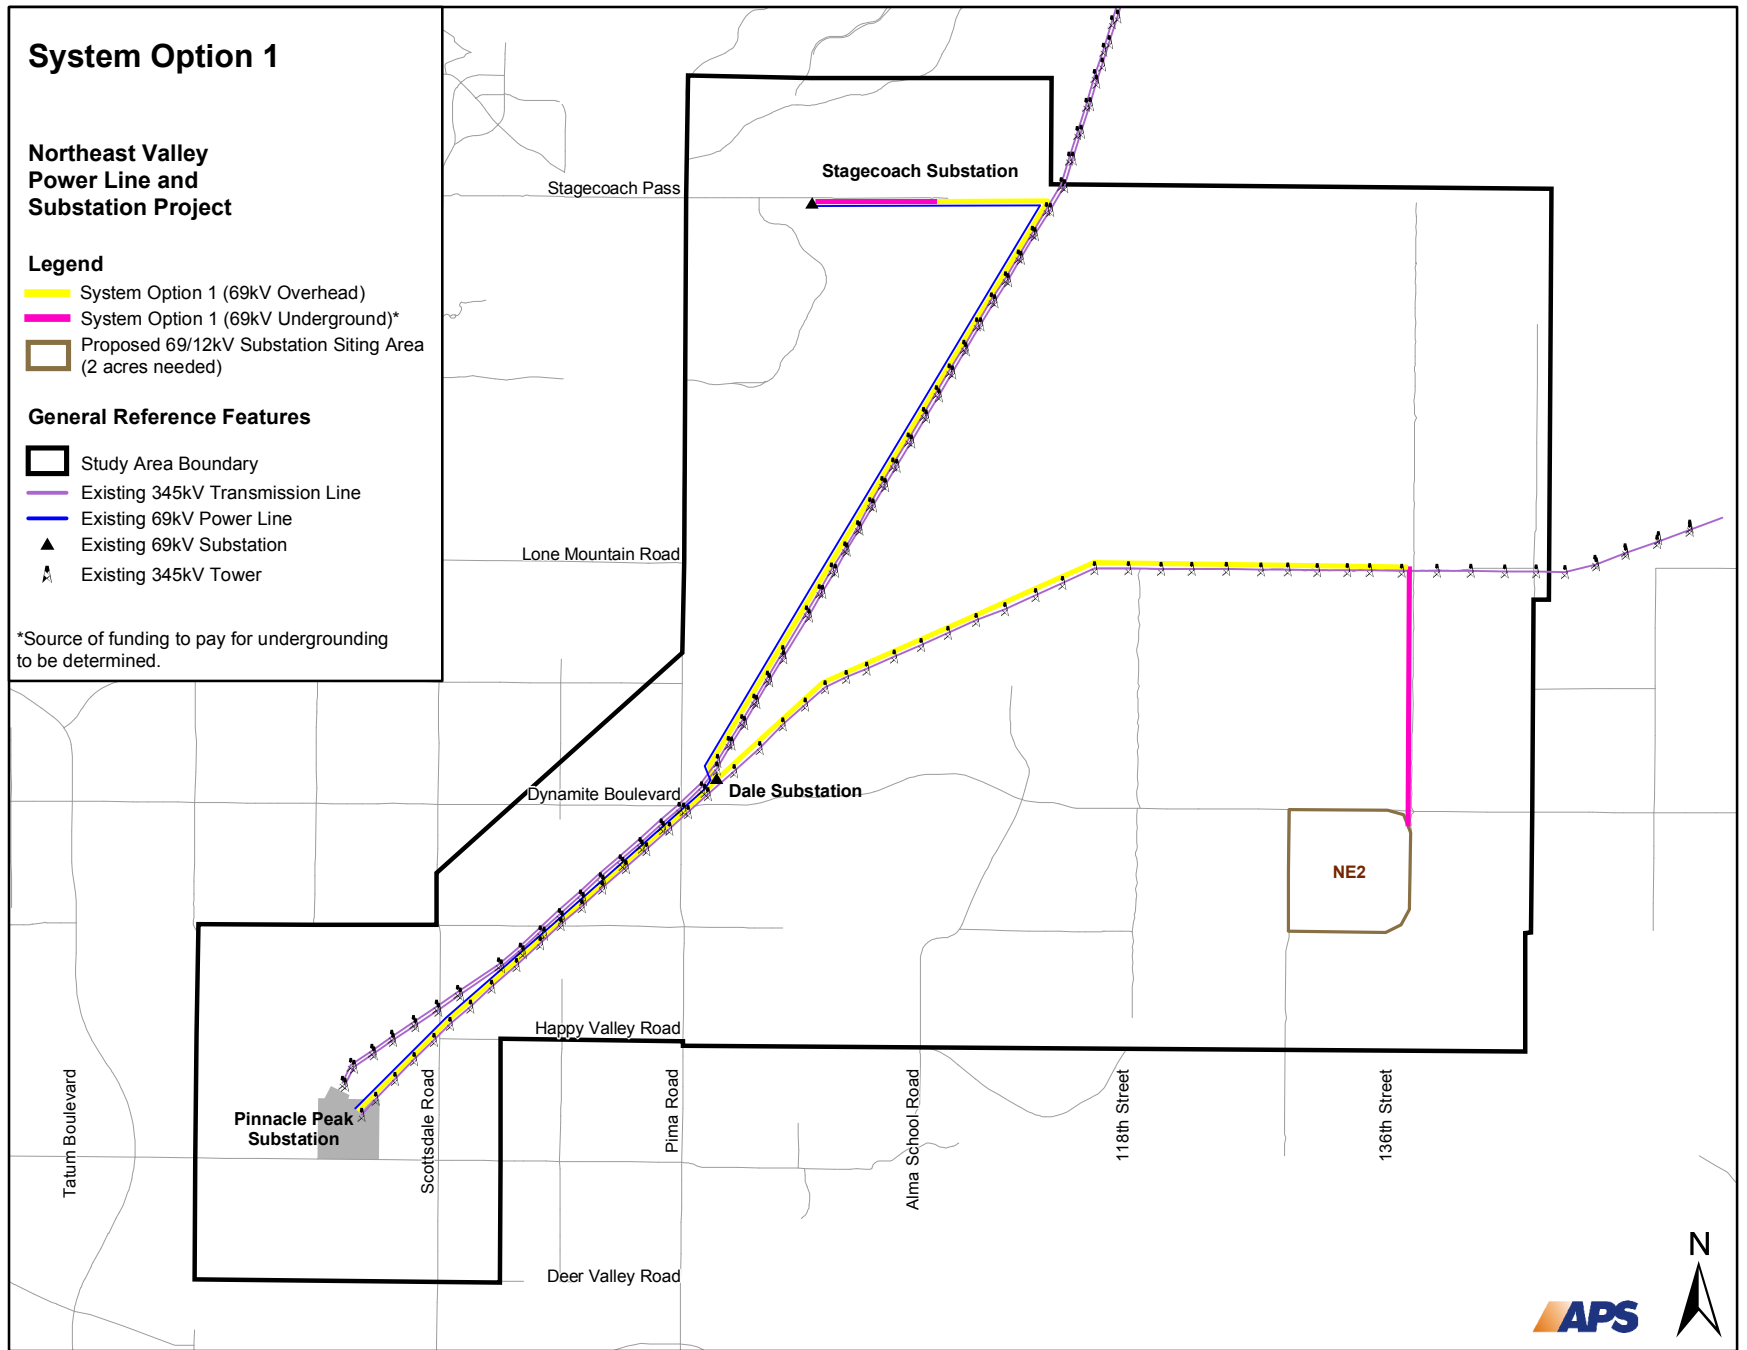 System Option 1
Northeast Valley
Power Line and
Substation Project
Legend
System Option 1 (69kV Overhead)
System Option 1 (69kV Underground)*
Proposed 69/12kV Substation Siting Area
(2 acres needed)
General Reference Features
Study Area Boundary
Existing 345kV Transmission Line
Existing 69kV Power Line
Existing 69kV Substation
Existing 345kV Tower
*Source of funding to pay for undergrounding
to be determined.
Stagecoach Substation
Stagecoach Pass
Lone Mountain Road
Dynamite Boulevard
Dale Substation
NE2
Happy Valley Road
Pinnacle Peak
Substation
Tatum Boulevard
Scottsdale Road
Pima Road
Alma School Road
118th Street
136th Street
Deer Valley Road
N
APS